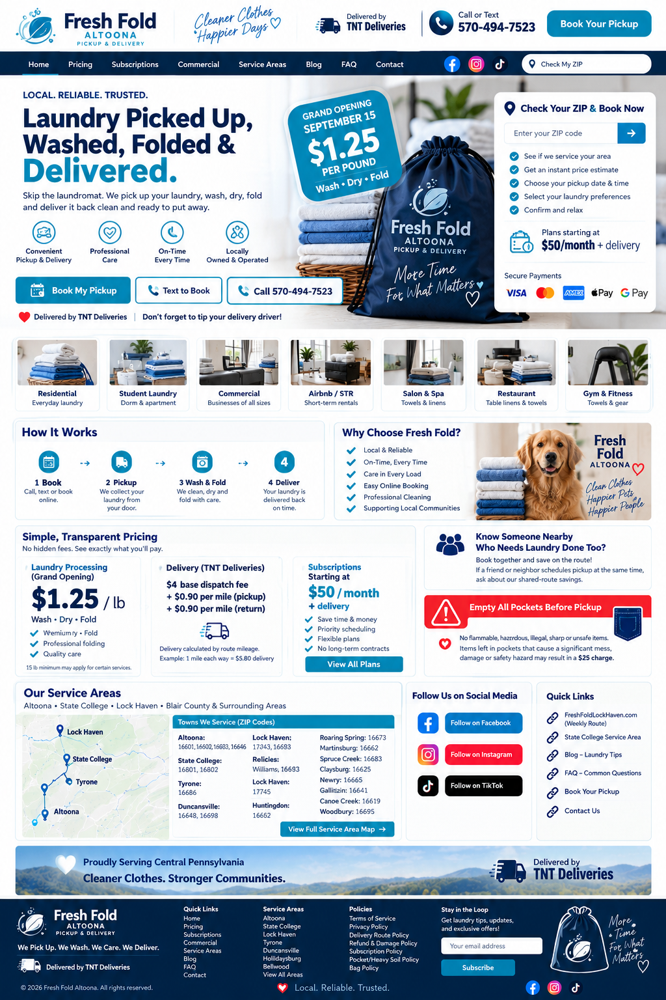 Fresh Fold
ALTOONA
PICKUP & DELIVERY
Cleaner Clothes
Happier Days
Delivered by
TNT Deliveries
Call or Text
570-494-7523
Book Your Pickup
Home
Pricing
Subscriptions
Commercial
Service Areas
Blog
FAQ
Contact
Check My ZIP
LOCAL. RELIABLE. TRUSTED.
Laundry Picked Up,
Washed, Folded &
Delivered.
Skip the laundromat. We pick up your laundry, wash, dry, fold
and deliver it back clean and ready to put away.
Convenient
Pickup & Delivery
Professional
Care
On-Time
Every Time
Locally
Owned & Operated
Book My Pickup
Text to Book
Call 570-494-7523
Delivered by TNT Deliveries | Don't forget to tip your delivery driver!
GRAND OPENING
SEPTEMBER 15
$1.25
PER POUND
Wash • Dry • Fold
Fresh Fold
ALTOONA
PICKUP & DELIVERY
More Time
For What Matters
Check Your ZIP & Book Now
Enter your ZIP code
See if we service your area
Get an instant price estimate
Choose your pickup date & time
Select your laundry preferences
Confirm and relax
Plans starting at
$50/month + delivery
Secure Payments
VISA
AMEX
Pay
G Pay
Residential
Everyday laundry
Student Laundry
Dorm & apartment
Commercial
Businesses of all sizes
Airbnb / STR
Short-term rentals
Salon & Spa
Towels & linens
Restaurant
Table linens & towels
Gym & Fitness
Towels & gear
How It Works
1 Book
Call, text or book
online.
2 Pickup
We collect your
laundry from
your door.
3 Wash & Fold
We clean, dry and
fold with care.
4
4 Deliver
Your laundry is
delivered back
on time.
Why Choose Fresh Fold?
Local & Reliable
On-Time, Every Time
Care in Every Load
Easy Online Booking
Professional Cleaning
Supporting Local Communities
Fresh
Fold
ALTOONA
Clean Clothes
Happier Pets
Happier People
Simple, Transparent Pricing
No hidden fees. See exactly what you'll pay.
Laundry Processing
(Grand Opening)
$1.25 / lb
Wash • Dry • Fold
• Fold
Professional folding
Quality care
15 lb minimum may apply for certain services.
Delivery (TNT Deliveries)
$4 base dispatch fee
+ $0.90 per mile (pickup)
+ $0.90 per mile (return)
Delivery calculated by route mileage.
Example: 1 mile each way = $5.80 delivery
Subscriptions
Starting at
$50 / month
+ delivery
Save time & money
Priority scheduling
Flexible plans
No long-term contracts
View All Plans
Know Someone Nearby
Who Needs Laundry Done Too?
Book together and save on the route!
If a friend or neighbor schedules pickup at the same time,
ask about our shared-route savings.
Empty All Pockets Before Pickup
No flammable, hazrrdous, illegal, sharp or unsafe items.
Items left in pockets that cause a significant mess,
damage or safety hazard may result in a $25 charge.
Our Service Areas
Altoona • State College • Lock Haven • Blair County & Surrounding Areas
Lock Haven
State College
Tyrone
Altoona
Towns We Service (ZIP Codes)
Altoona:
16601, 16646
State College:
16801, 16802
Tyrone:
16686
Duncansville:
16648, 16698
Lock Haven:
16693
Relicies:
Williams, 16693
Lock Haven:
17745
Huntingdon:
16652
Roaring Spring: 16673
Martinsburg: 16662
Spruce Creek: 16683
Claysburg: 16625
Newry: 16665
Gallitzin: 16641
Canoe Creek: 16619
Woodbury: 16695
View Full Service Area Map
Follow Us on Social Media
Follow on Facebook
Follow on Instagram
Follow on TikTok
Quick Links
FreshFoldLockHaven.com
(Weekly Route)
State College Service Area
Blog – Laundry Tips
FAQ – Common Questions
Book Your Pickup
Contact Us
Proudly Serving Central Pennsylvania
Cleaner Clothes. Stronger Communities.
Delivered by
TNT Deliveries
Fresh Fold
ALTOONA
PICKUP & DELIVERY
We Pick Up. We Wash. We Care. We Deliver.
Delivered by TNT Deliveries
© 2026 Fresh Fold Altoona. All rights reserved.
Quick Links
Home
Pricing
Subscriptions
Commercial
Service Areas
Blog
FAQ
Contact
Service Areas
Altoona
State College
Lock Haven
Tyrone
Duncansville
Hollidaysburg
Bellwood
View All Areas
Policies
Terms of Service
Privacy Policy
Delivery Route Policy
Refund & Damage Policy
Subscription Policy
Pocket/Heavy Soil Policy
Bag Policy
Local. Reliable. Trusted.
Stay in the Loop
Get laundry tips, updates,
and exclusive offers!
Your email address
Subscribe
More
Time
For What
Matters